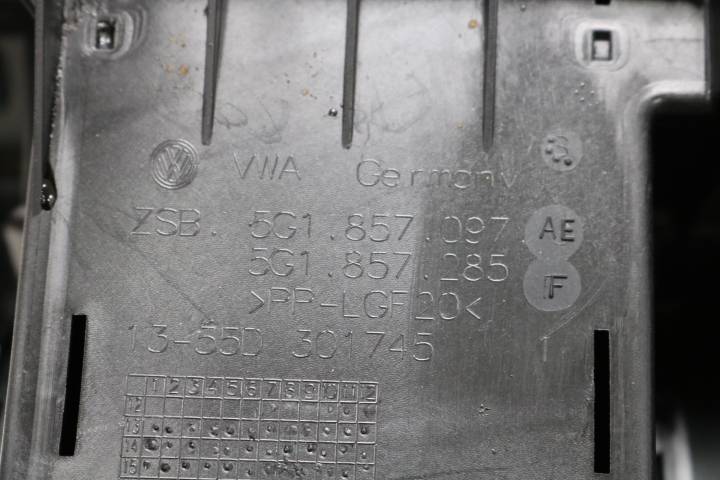 VWA Germany
ZSB. 5G1.857.097 AE
5G1.857.285 F
>PP-LGF20<
13-55D 301745 1
1 2 3 4 5 6 7 8 9 10 11 12
12
13
14
15